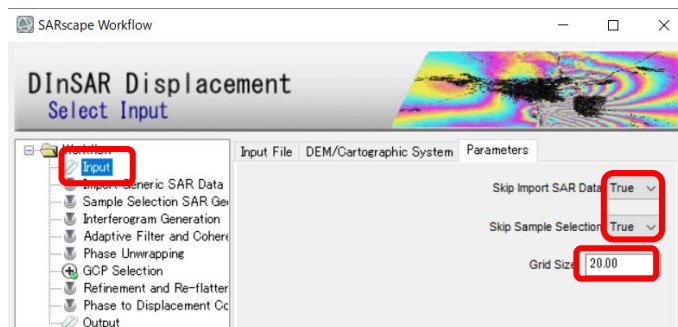 SARscape Workflow
DInSAR Displacement
Select Input
Workflow
Input
Import Generic SAR Data
Sample Selection SAR Geo
Interferogram Generation
Adaptive Filter and Cohere
Phase Unwrapping
GCP Selection
Refinement and Re-flatter
Phase to Displacement Cc
Output
Input File DEM/Cartographic System Parameters
Skip Import SAR Data True
Skip Sample Selection True
Grid Size 20.00